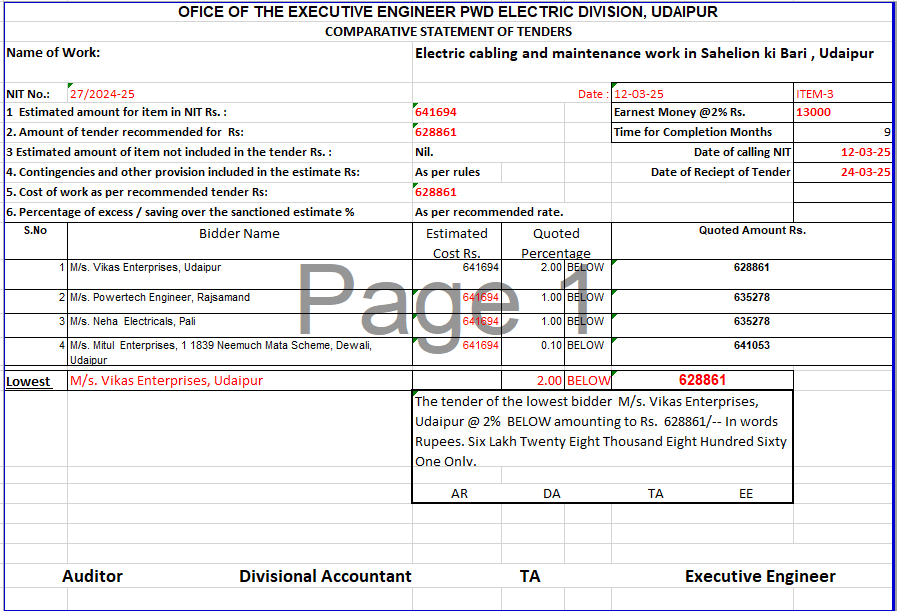 OFICE OF THE EXECUTIVE ENGINEER PWD ELECTRIC DIVISION, UDAIPUR
COMPARATIVE STATEMENT OF TENDERS
Name of Work: Electric cabling and maintenance work in Sahelion ki Bari , Udaipur
NIT No.: 27/2024-25 Date : 12-03-25 ITEM-3
1 Estimated amount for item in NIT Rs. : 641694 Earnest Money @2% Rs. 13000
2. Amount of tender recommended for Rs: 628861 Time for Completion Months 9
3 Estimated amount of item not included in the tender Rs. : Nil. Date of calling NIT 12-03-25
4. Contingencies and other provision included in the estimate Rs: As per rules Date of Reciept of Tender 24-03-25
5. Cost of work as per recommended tender Rs: 628861
6. Percentage of excess / saving over the sanctioned estimate % As per recommended rate.
S.No Bidder Name Estimated Cost Rs. Quoted Percentage Quoted Amount Rs.
1 M/s. Vikas Enterprises, Udaipur 641694 2.00 BELOW 628861
2 M/s. Powertech Engineer, Rajsamand 641694 1.00 BELOW 635278
3 M/s. Neha Electricals, Pali 641694 1.00 BELOW 635278
4 M/s. Mitul Enterprises, 1 1839 Neemuch Mata Scheme, Dewali, 641694 0.10 BELOW 641053
Udaipur
Page 1
Lowest M/s. Vikas Enterprises, Udaipur 2.00 BELOW 628861
The tender of the lowest bidder M/s. Vikas Enterprises,
Udaipur @ 2% BELOW amounting to Rs. 628861/-- In words
Rupees. Six Lakh Twenty Eight Thousand Eight Hundred Sixty
One Only.
AR DA TA EE
Auditor Divisional Accountant TA Executive Engineer